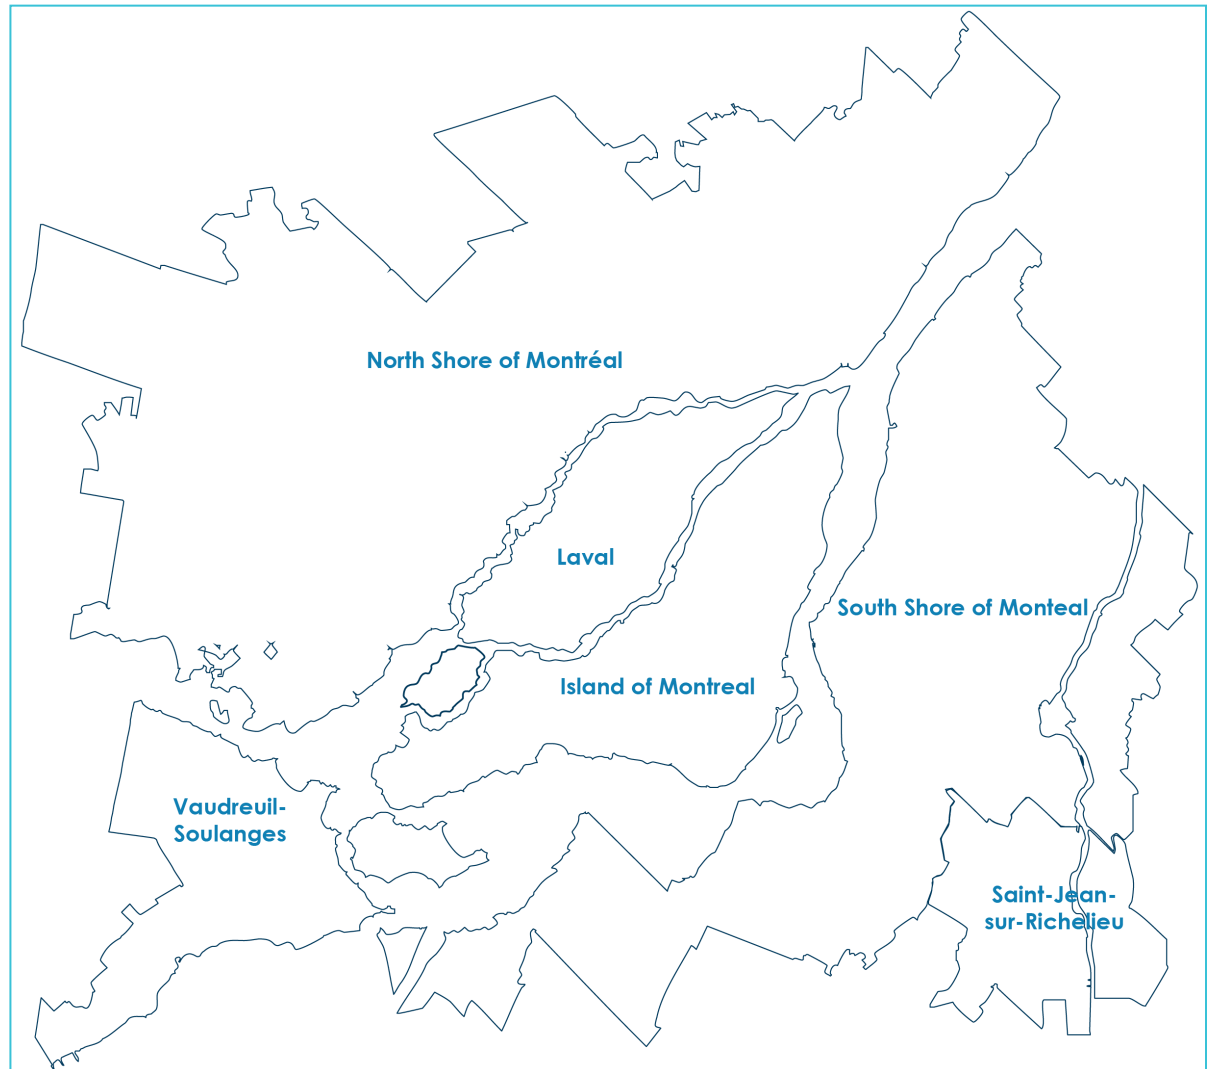 North Shore of Montréal
Laval
South Shore of Monteal
Island of Montreal
Vaudreuil-
Soulanges
Saint-Jean-
sur-Richelieu